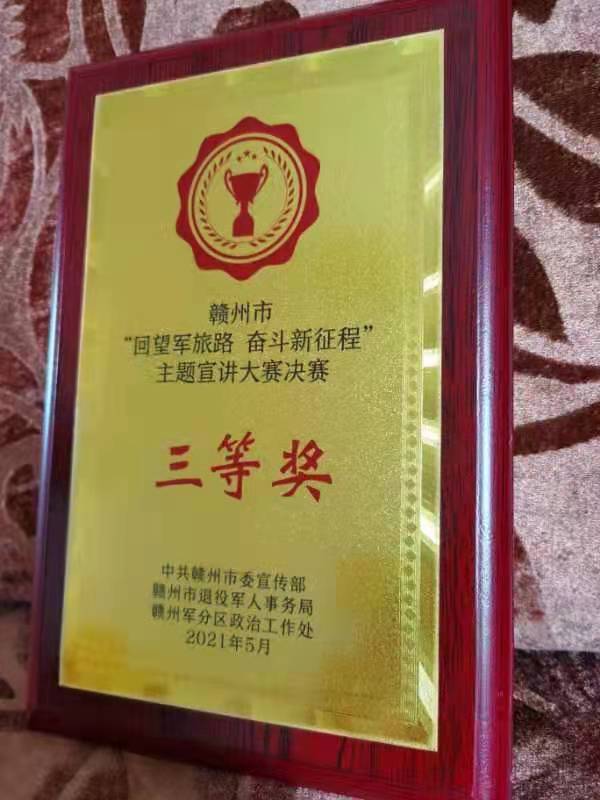 赣州市
“回望军旅路 奋斗新征程”
主题宣讲大赛决赛
三等奖
中共赣州市委宣传部
赣州市退役军人事务局
赣州军分区政治工作处
2021年5月